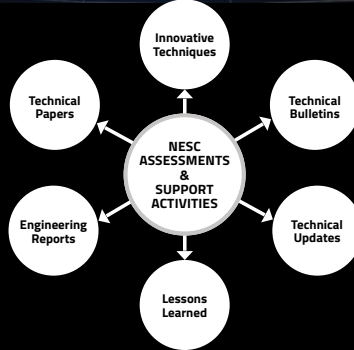 Innovative
Techniques
Technical
Papers
Technical
Bulletins
NESC
ASSESSMENTS
&
SUPPORT
ACTIVITIES
Engineering
Reports
Technical
Updates
Lessons
Learned